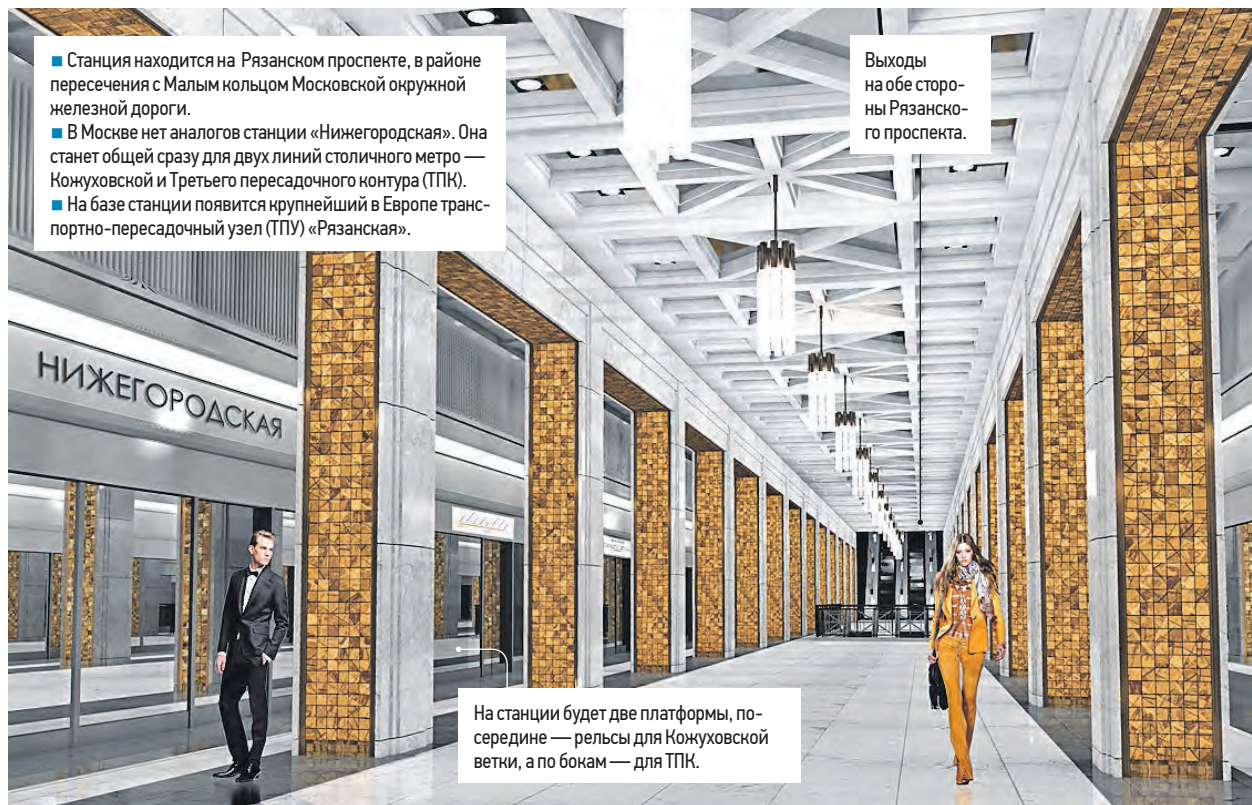 ■ Станция находится на Рязанском проспекте, в районе
пересечения с Малым кольцом Московской окружной
железной дороги.
■ В Москве нет аналогов станции «Нижегородская». Она
станет общей сразу для двух линий столичного метро —
Кожуховской и Третьего пересадочного контура (ТПК).
■ На базе станции появится крупнейший в Европе транс-
портно-пересадочный узел (ТПУ) «Рязанская».
Выходы
на обе сторо-
ны Рязанско-
го проспекта.
НИЖЕГОРОДСКАЯ
На станции будет две платформы, по-
середине — рельсы для Кожуховской
ветки, а по бокам — для ТПК.